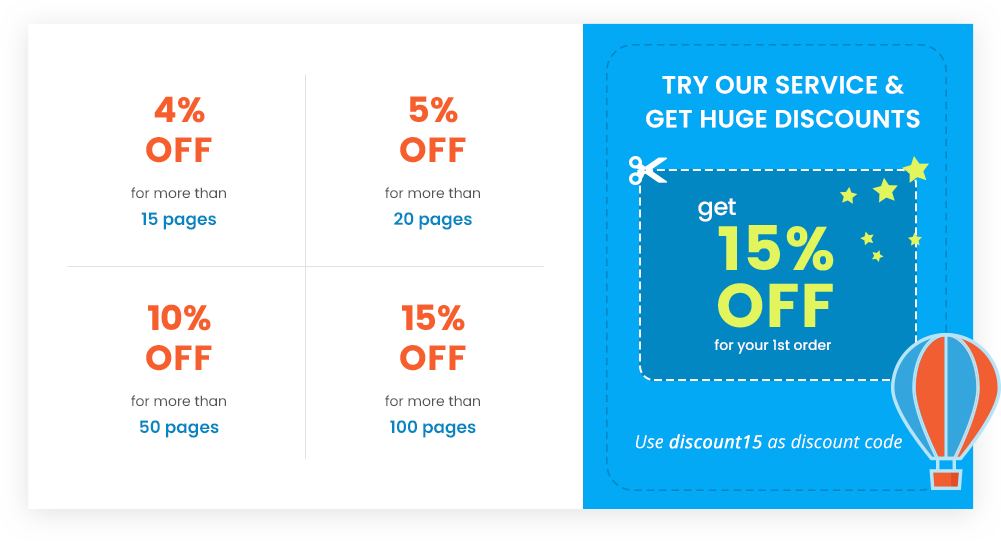 4%
OFF
for more than
15 pages
5%
OFF
for more than
20 pages
10%
OFF
for more than
50 pages
15%
OFF
for more than
100 pages
TRY OUR SERVICE &
GET HUGE DISCOUNTS
get
15%
OFF
for your 1st order
Use discount15 as discount code